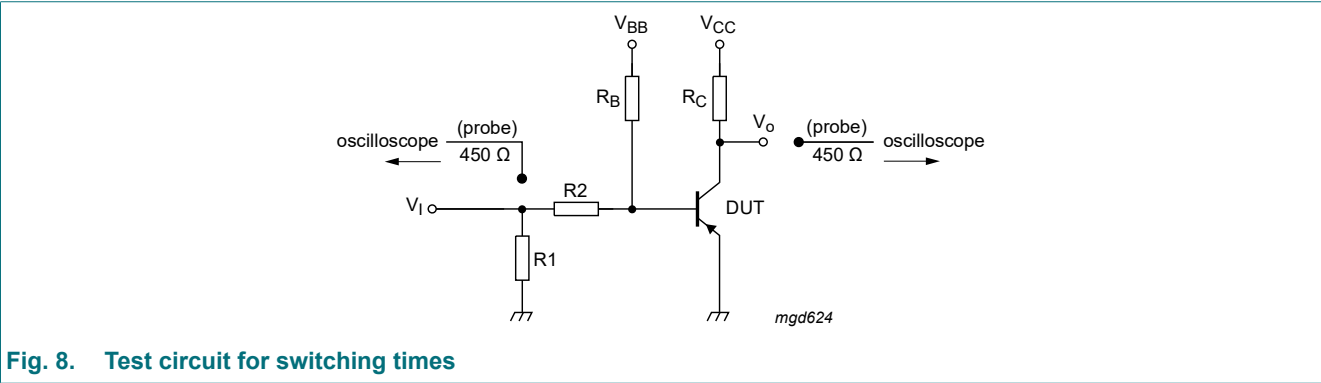 VBB
VCC
RB
RC
Vo
oscilloscope
(probe)
450 Ω
(probe)
450 Ω
oscilloscope
R2
VI
DUT
R1
mgd624
Fig. 8. Test circuit for switching times